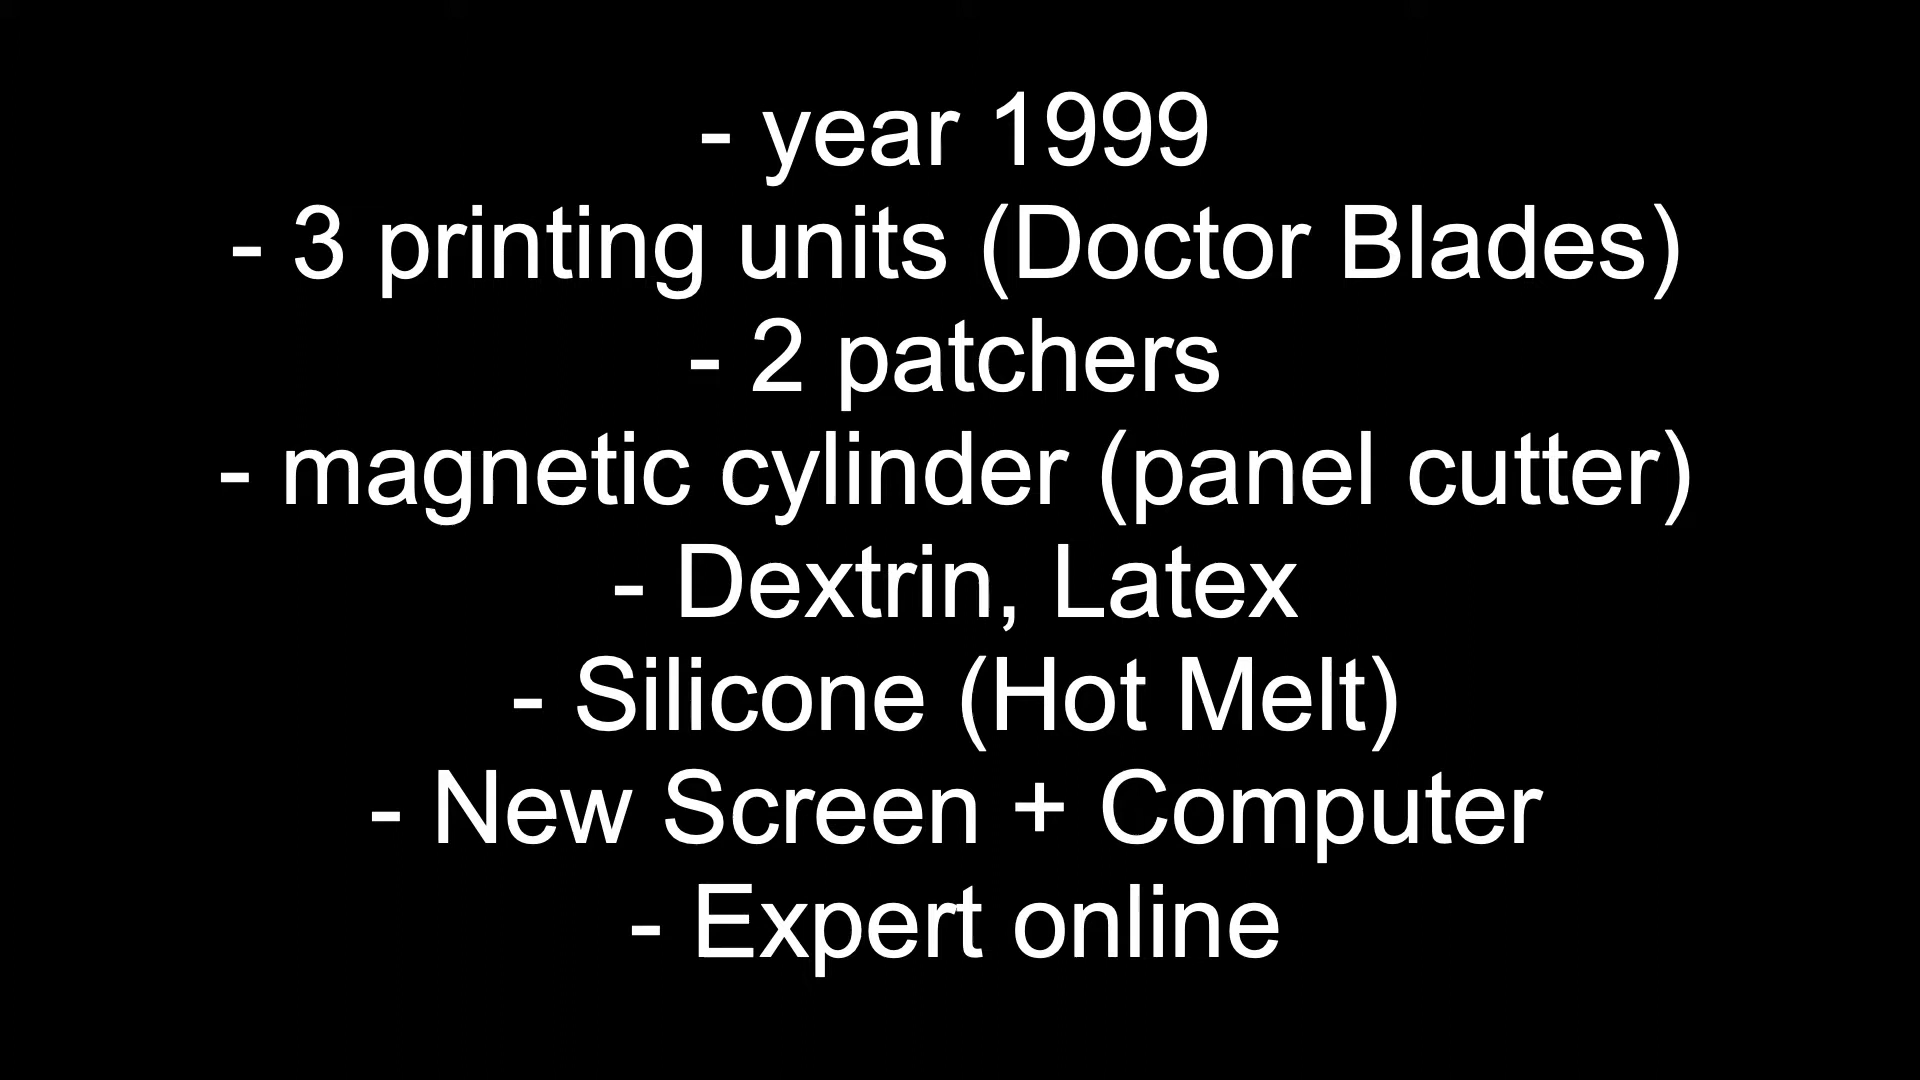 - year 1999
- 3 printing units (Doctor Blades)
- 2 patchers
- magnetic cylinder (panel cutter)
- Dextrin, Latex
- Silicone (Hot Melt)
- New Screen + Computer
- Expert online